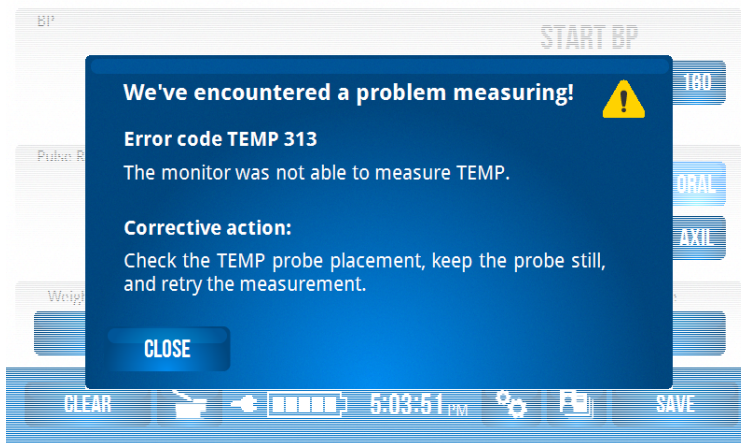 BP
START BP
We've encountered a problem measuring!
160
Error code TEMP 313
Pulse R
The monitor was not able to measure TEMP.
ORAL
Corrective action:
AXIL
Check the TEMP probe placement, keep the probe still,
and retry the measurement.
Weigh
CLOSE
CLEAR
5:03:51 PM
SAVE